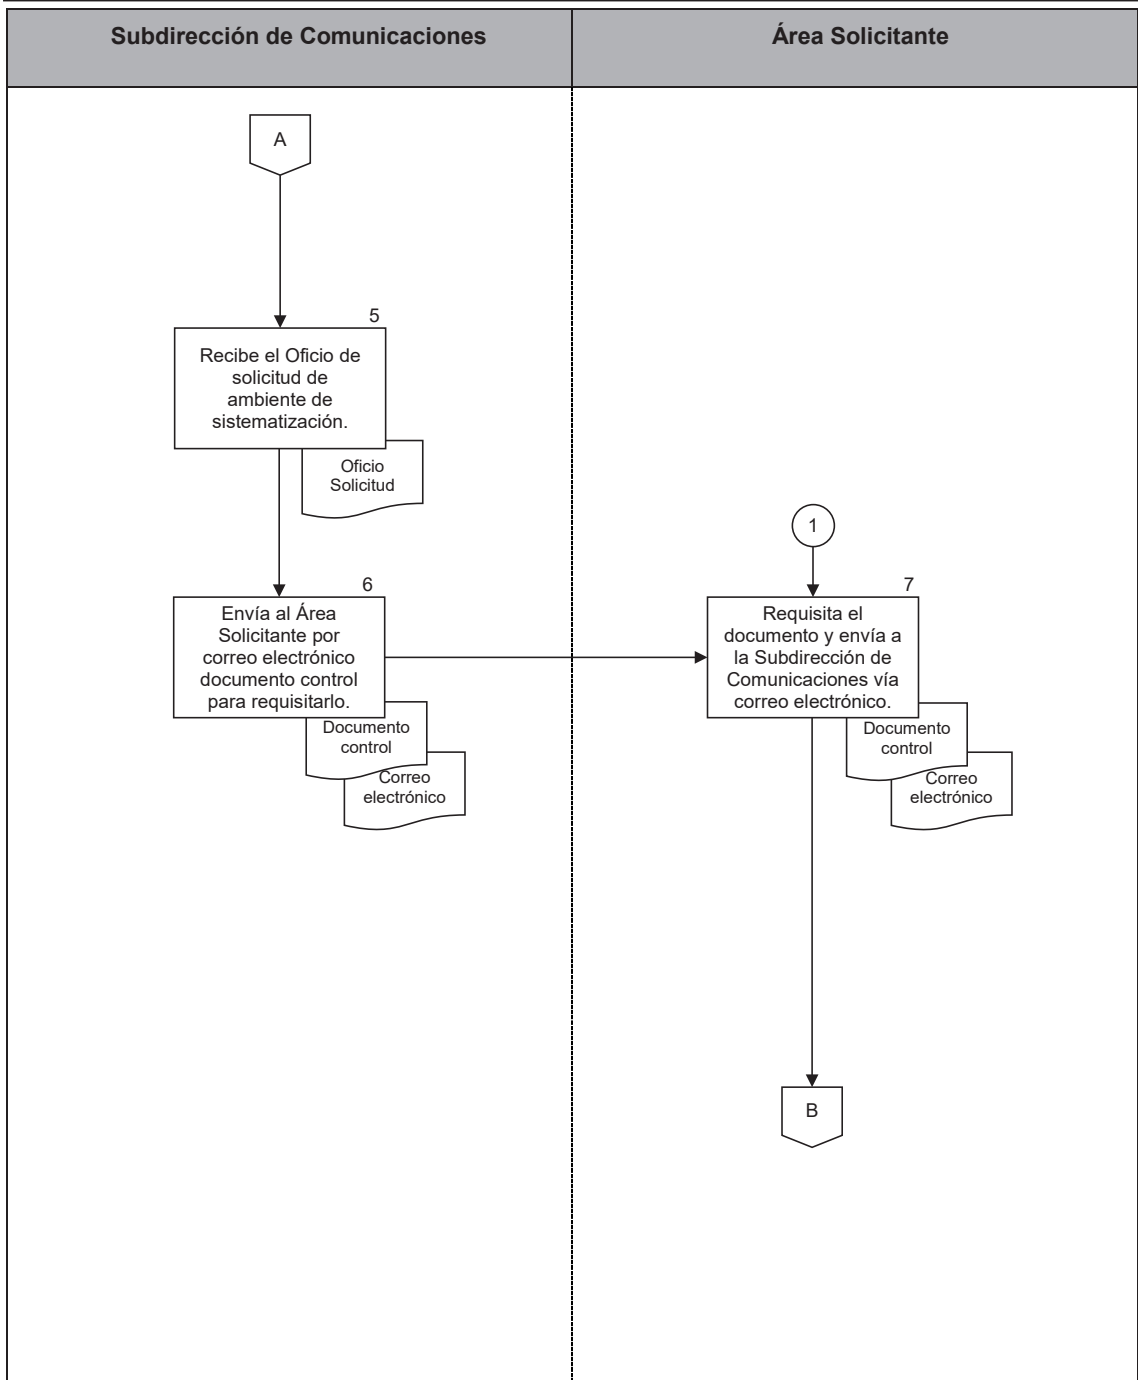 Subdirección de Comunicaciones
Área Solicitante
A
5
Recibe el Oficio de
solicitud de
ambiente de
sistematización.
Oficio
Solicitud
6
Envía al Área
Solicitante por
correo electrónico
documento control
para requisitarlo.
Documento
control
Correo
electrónico
1
7
Requisita el
documento y envía a
la Subdirección de
Comunicaciones vía
correo electrónico.
Documento
control
Correo
electrónico
B